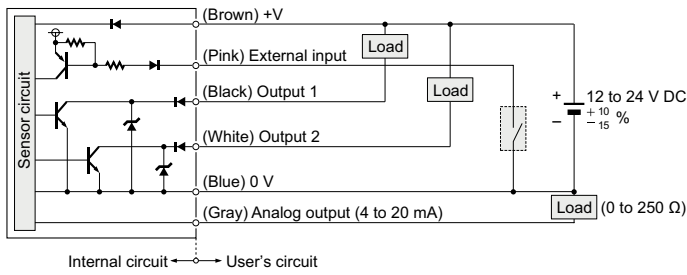 (Brown) +V
Load
(Pink) External input
Load
(Black) Output 1
+ 12 to 24 V DC
− +10 −15 %
Sensor circuit
(White) Output 2
(Blue) 0 V
Load (0 to 250 Ω)
(Gray) Analog output (4 to 20 mA)
Internal circuit User's circuit